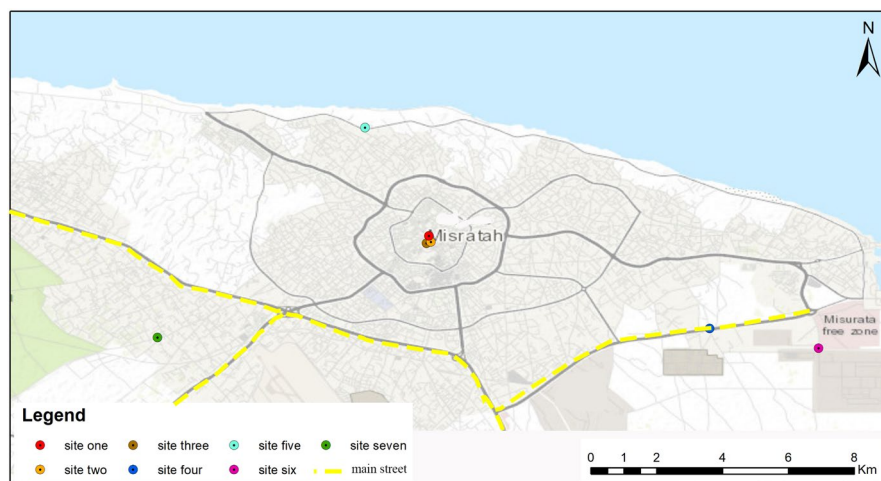 N
Misratah
Misurata
free zone
Legend
site one
site three
site five
site seven
site two
site four
site six
main street
0 1 2 4 6 8
Km